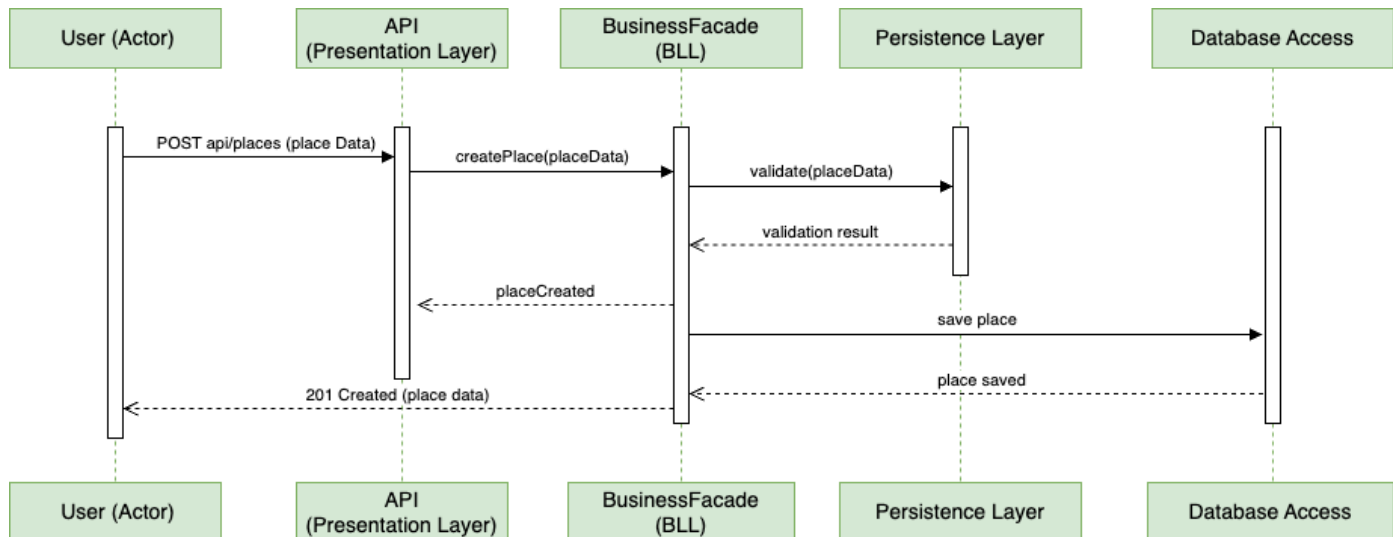 User (Actor)
API
(Presentation Layer)
BusinessFacade
(BLL)
Persistence Layer
Database Access
POST api/places (place Data)
createPlace(placeData)
validate(placeData)
validation result
placeCreated
save place
place saved
201 Created (place data)
User (Actor)
API
(Presentation Layer)
BusinessFacade
(BLL)
Persistence Layer
Database Access